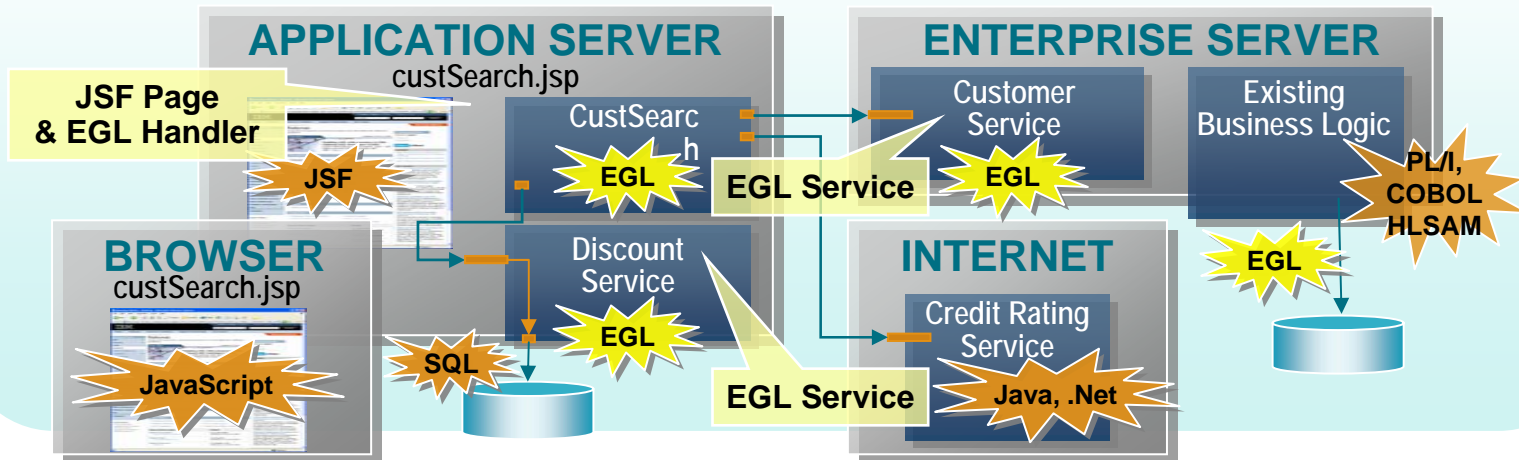 APPLICATION SERVER
custSearch.jsp
JSF Page
& EGL Handler
JSF
CustSearc
h
EGL
Discount
Service
EGL
SQL
BROWSER
custSearch.jsp
JavaScript
ENTERPRISE SERVER
Customer
Service
EGL
EGL Service
Existing
Business Logic
PL/I,
COBOL
HLSAM
EGL
INTERNET
Credit Rating
Service
Java, .Net
EGL Service